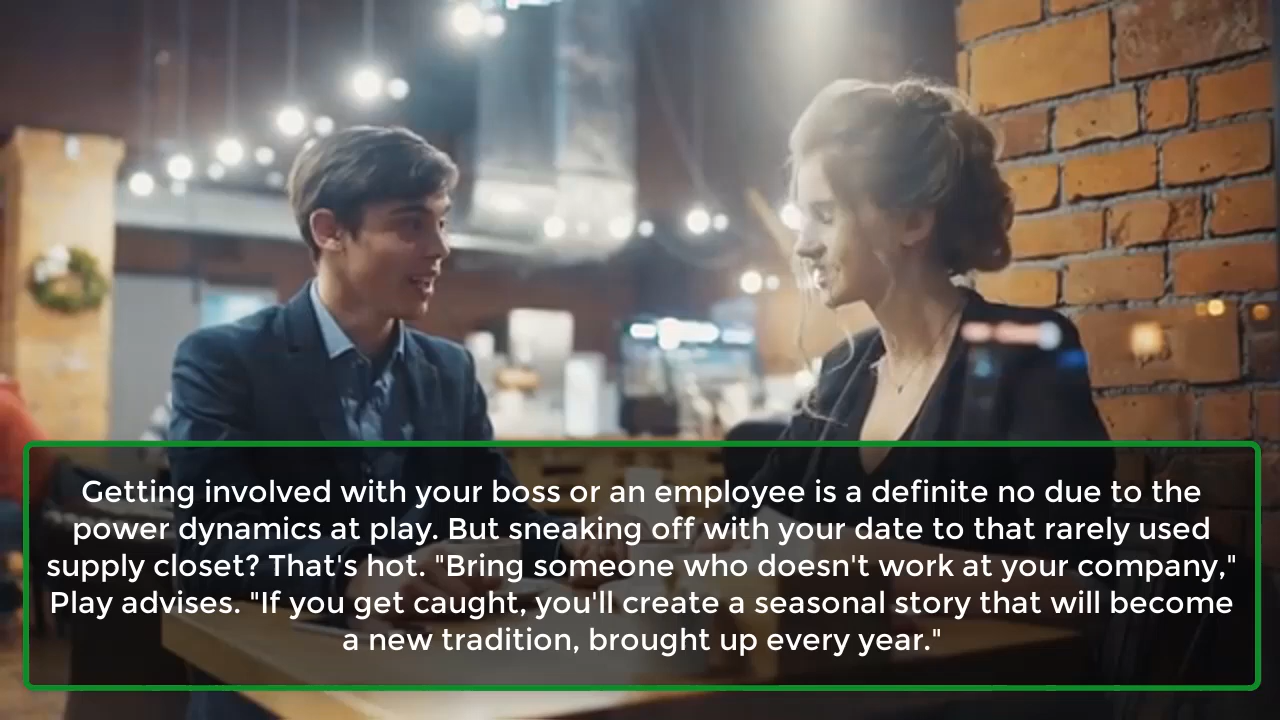 Getting involved with your boss or an employee is a definite no due to the
power dynamics at play. But sneaking off with your date to that rarely used
supply closet? That's hot. "Bring someone who doesn't work at your company,"
Play advises. "If you get caught, you'll create a seasonal story that will become
a new tradition, brought up every year."